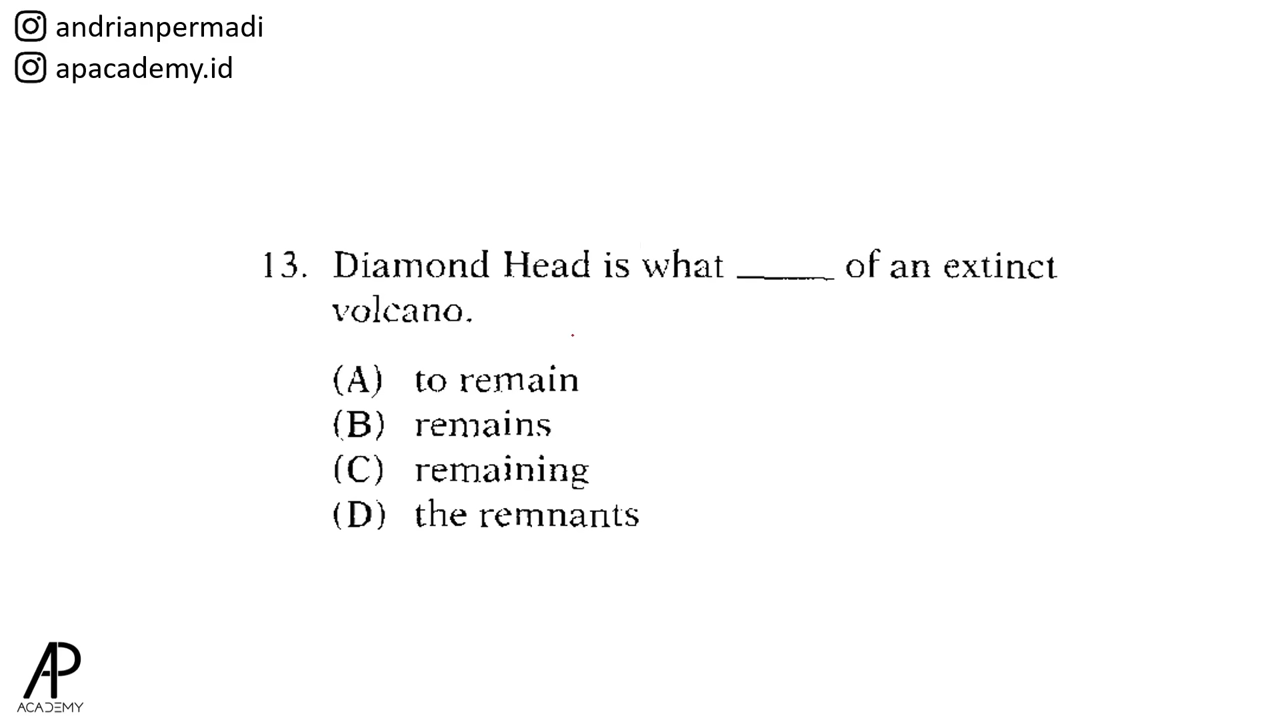 andrianpermadi
apacademy.id
13. Diamond Head is what _____ of an extinct
volcano.
(A) to remain
(B) remains
(C) remaining
(D) the remnants
AP
ACADEMY